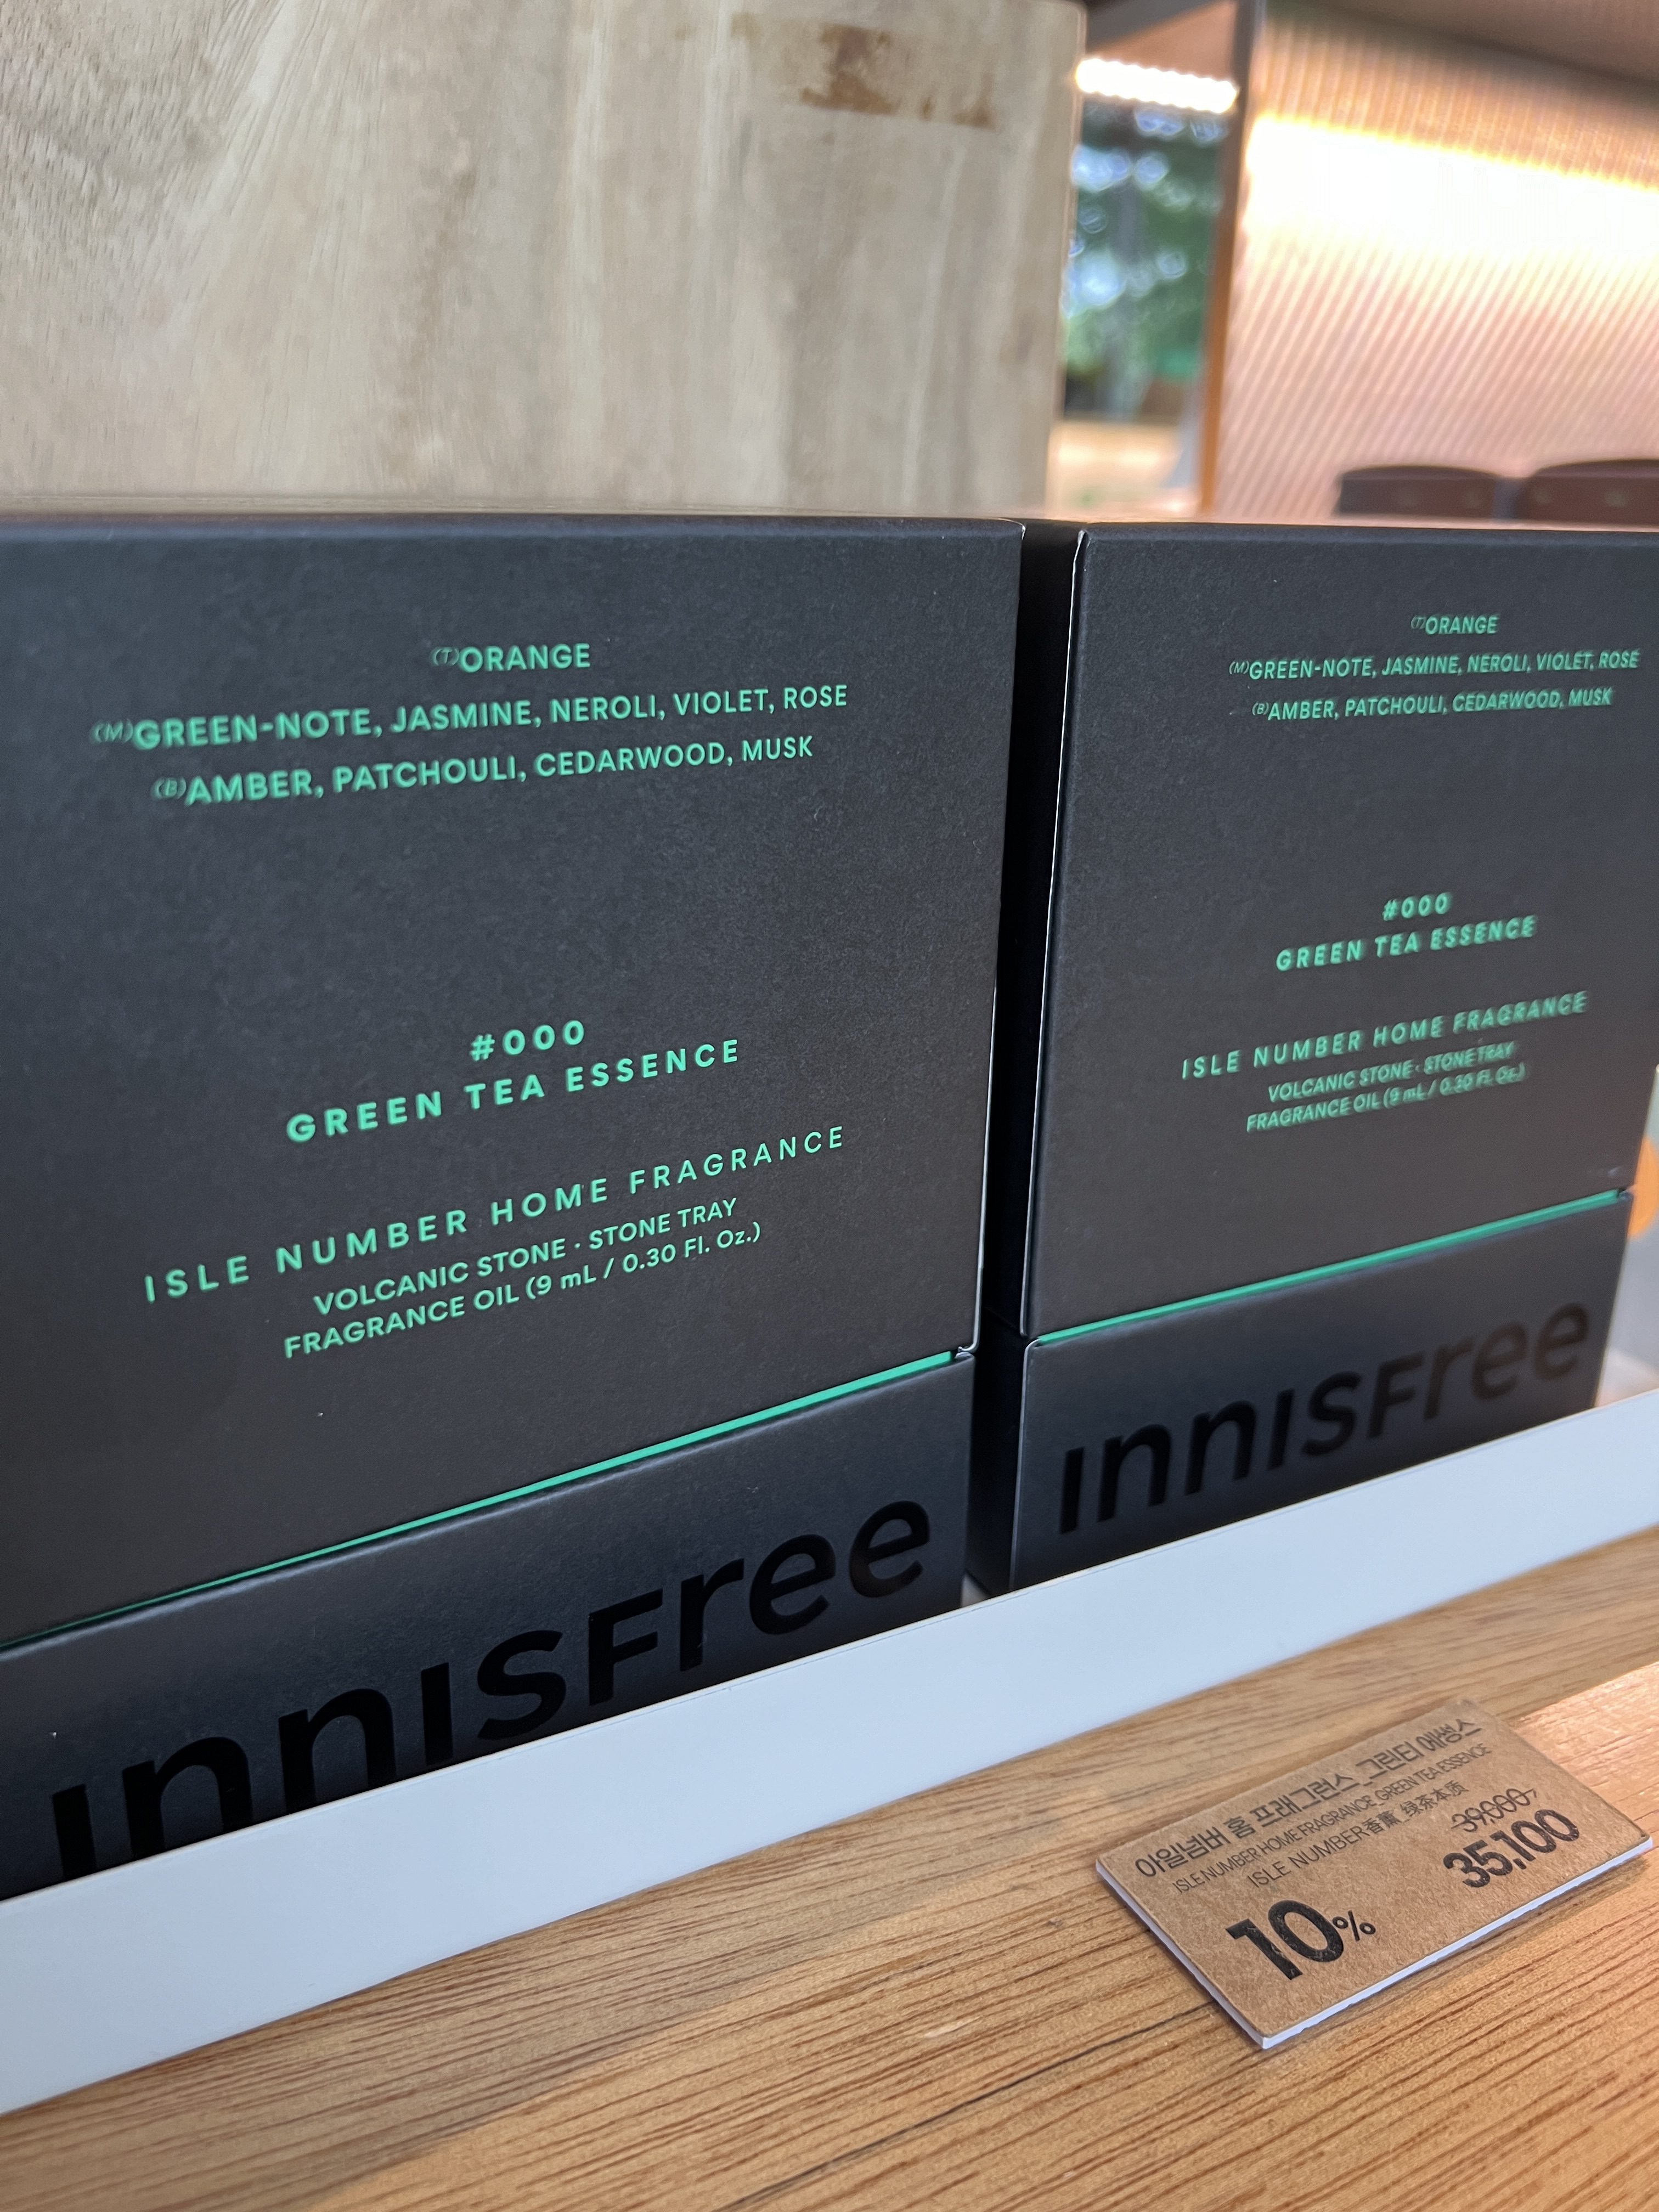 (T)ORANGE
(M)GREEN-NOTE, JASMINE, NEROLI, VIOLET, ROSE
(B)AMBER, PATCHOULI, CEDARWOOD, MUSK
#000
GREEN TEA ESSENCE
ISLE NUMBER HOME FRAGRANCE
VOLCANIC STONE · STONE TRAY
FRAGRANCE OIL (9 mL / 0.30 Fl. Oz.)
innisfree
(T)ORANGE
(M)GREEN-NOTE, JASMINE, NEROLI, VIOLET, ROSE
(B)AMBER, PATCHOULI, CEDARWOOD, MUSK
#000
GREEN TEA ESSENCE
ISLE NUMBER HOME FRAGRANCE
VOLCANIC STONE · STONE TRAY
FRAGRANCE OIL (9 mL / 0.30 Fl. Oz.)
innisfree
아일넘버 홈 프래그런스_그린티 에센스
ISLE NUMBER HOME FRAGRANCE_GREEN TEA ESSENCE
ISLE NUMBER香薰_绿茶本质
39,000
10% 35,100